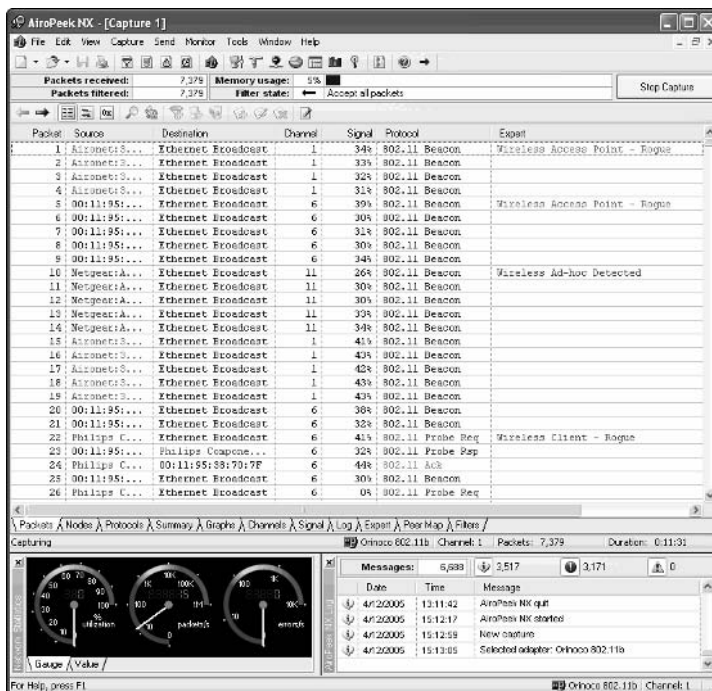 AiroPeek NX - [Capture 1]
File Edit View Capture Send Monitor Tools Window Help
Packets received: 7,379 Memory usage: 5%
Packets filtered: 7,379 Filter state: Accept all packets
Stop Capture
Packet Source Destination Channel Signal Protocol Expert
1 Aironet:3... Ethernet Broadcast 1 34% 802.11 Beacon Wireless Access Point - Rogue
2 Aironet:3... Ethernet Broadcast 1 33% 802.11 Beacon
3 Aironet:3... Ethernet Broadcast 1 32% 802.11 Beacon
4 Aironet:3... Ethernet Broadcast 1 31% 802.11 Beacon
5 00:11:95:... Ethernet Broadcast 6 39% 802.11 Beacon Wireless Access Point - Rogue
6 00:11:95:... Ethernet Broadcast 6 30% 802.11 Beacon
7 00:11:95:... Ethernet Broadcast 6 31% 802.11 Beacon
8 00:11:95:... Ethernet Broadcast 6 30% 802.11 Beacon
9 00:11:95:... Ethernet Broadcast 6 34% 802.11 Beacon
10 Netgear:A... Ethernet Broadcast 11 26% 802.11 Beacon Wireless Ad-hoc Detected
11 Netgear:A... Ethernet Broadcast 11 30% 802.11 Beacon
12 Netgear:A... Ethernet Broadcast 11 30% 802.11 Beacon
13 Netgear:A... Ethernet Broadcast 11 33% 802.11 Beacon
14 Netgear:A... Ethernet Broadcast 11 34% 802.11 Beacon
15 Aironet:3... Ethernet Broadcast 1 41% 802.11 Beacon
16 Aironet:3... Ethernet Broadcast 1 43% 802.11 Beacon
17 Aironet:3... Ethernet Broadcast 1 42% 802.11 Beacon
18 Aironet:3... Ethernet Broadcast 1 43% 802.11 Beacon
19 Aironet:3... Ethernet Broadcast 1 43% 802.11 Beacon
20 00:11:95:... Ethernet Broadcast 6 38% 802.11 Beacon
21 00:11:95:... Ethernet Broadcast 6 32% 802.11 Beacon
22 Philips C... Ethernet Broadcast 6 41% 802.11 Probe Req Wireless Client - Rogue
23 00:11:95:... Philips Compone... 6 32% 802.11 Probe Rsp
24 Philips C... 00:11:95:38:70:7F 6 44% 802.11 Ack
25 00:11:95:... Ethernet Broadcast 6 30% 802.11 Beacon
26 Philips C... Ethernet Broadcast 6 0% 802.11 Probe Req
Packets Nodes Protocols Summary Graphs Channels Signal Log Expert Peer Map Filters
Capturing Orinoco 802.11b Channel: 1 Packets: 7,379 Duration: 0:11:31
Network Statistics
% utilization
packets/s
errors/s
Gauge Value
AiroPeek NX Log
Messages: 6,688 3,517 3,171 0
Date Time Message
4/12/2005 13:11:42 AiroPeek NX quit
4/12/2005 15:12:17 AiroPeek NX started
4/12/2005 15:12:59 New capture
4/12/2005 15:13:05 Selected adapter: Orinoco 802.11b
For Help, press F1 Orinoco 802.11b Channel: 1